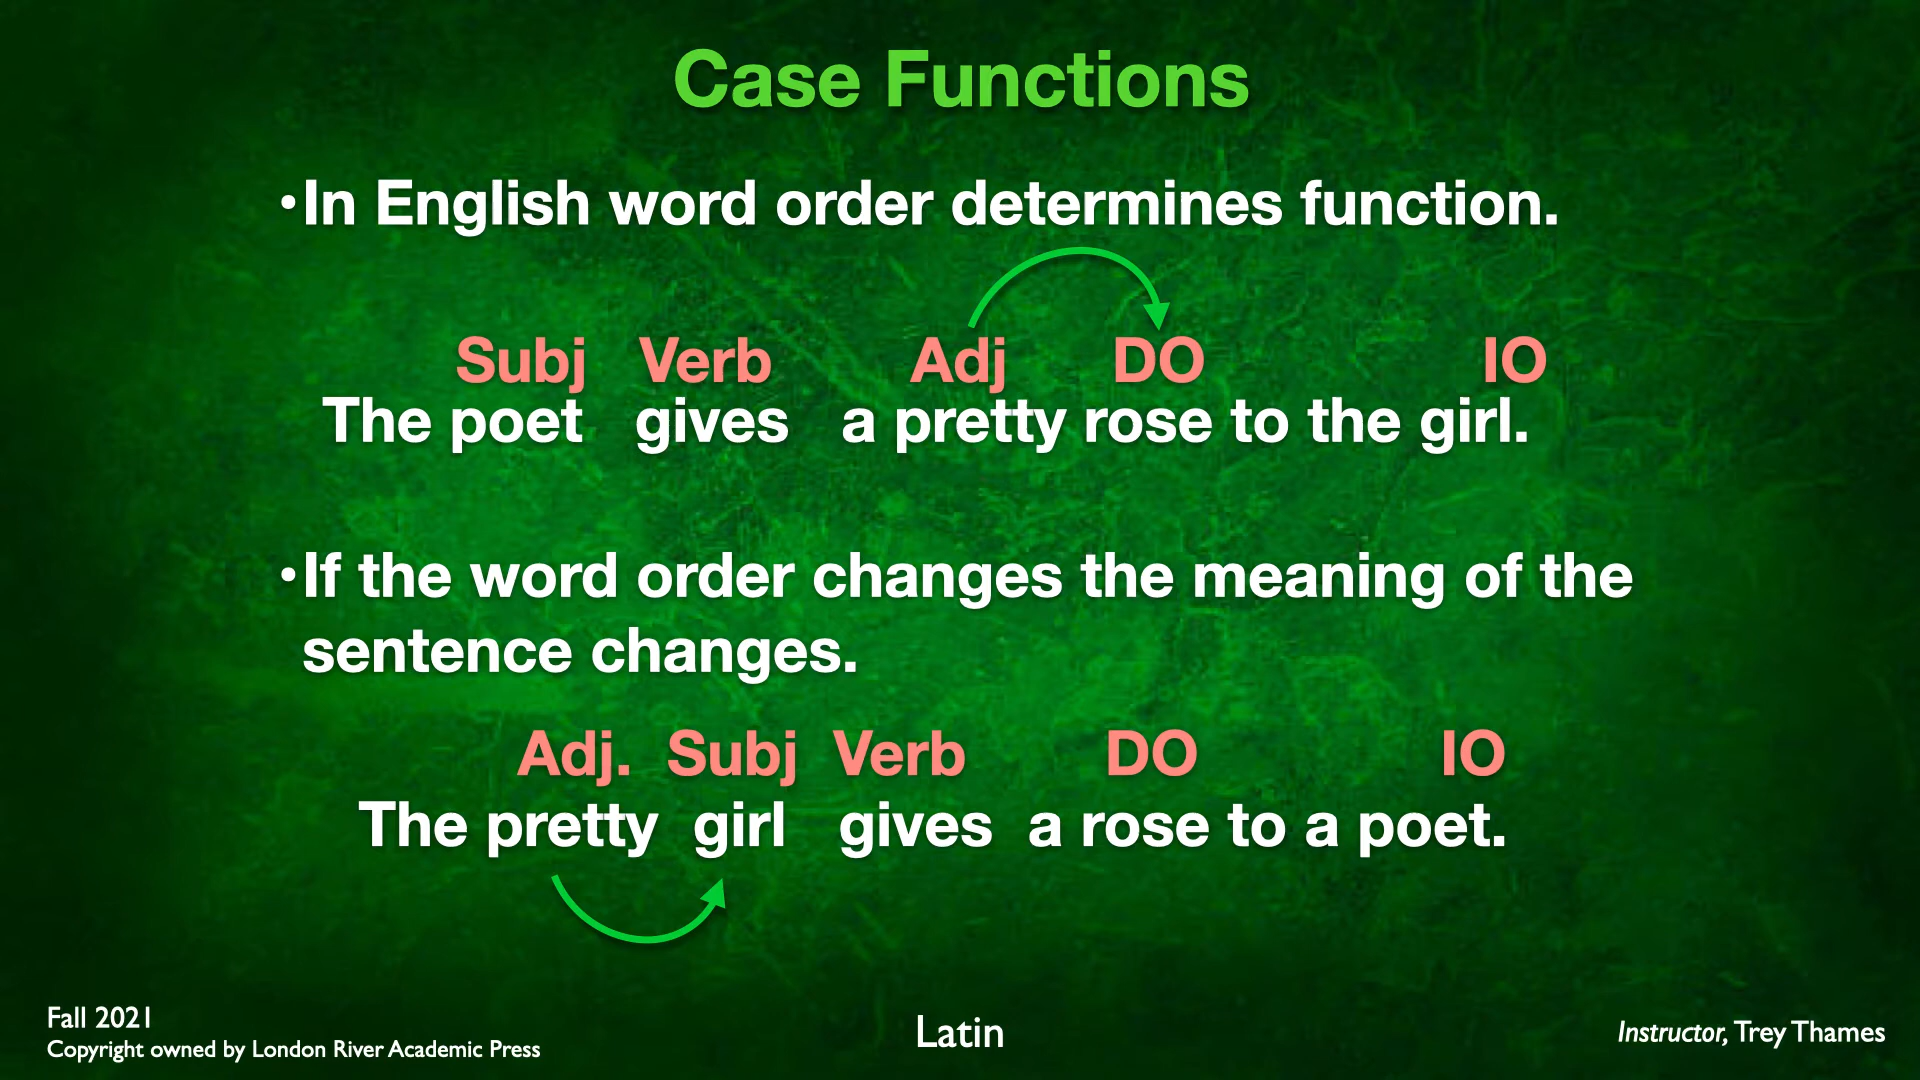 Case Functions
•In English word order determines function.
Subj Verb Adj DO IO
The poet gives a pretty rose to the girl.
•If the word order changes the meaning of the
sentence changes.
Adj. Subj Verb DO IO
The pretty girl gives a rose to a poet.
Fall 2021
Copyright owned by London River Academic Press
Latin
Instructor, Trey Thames